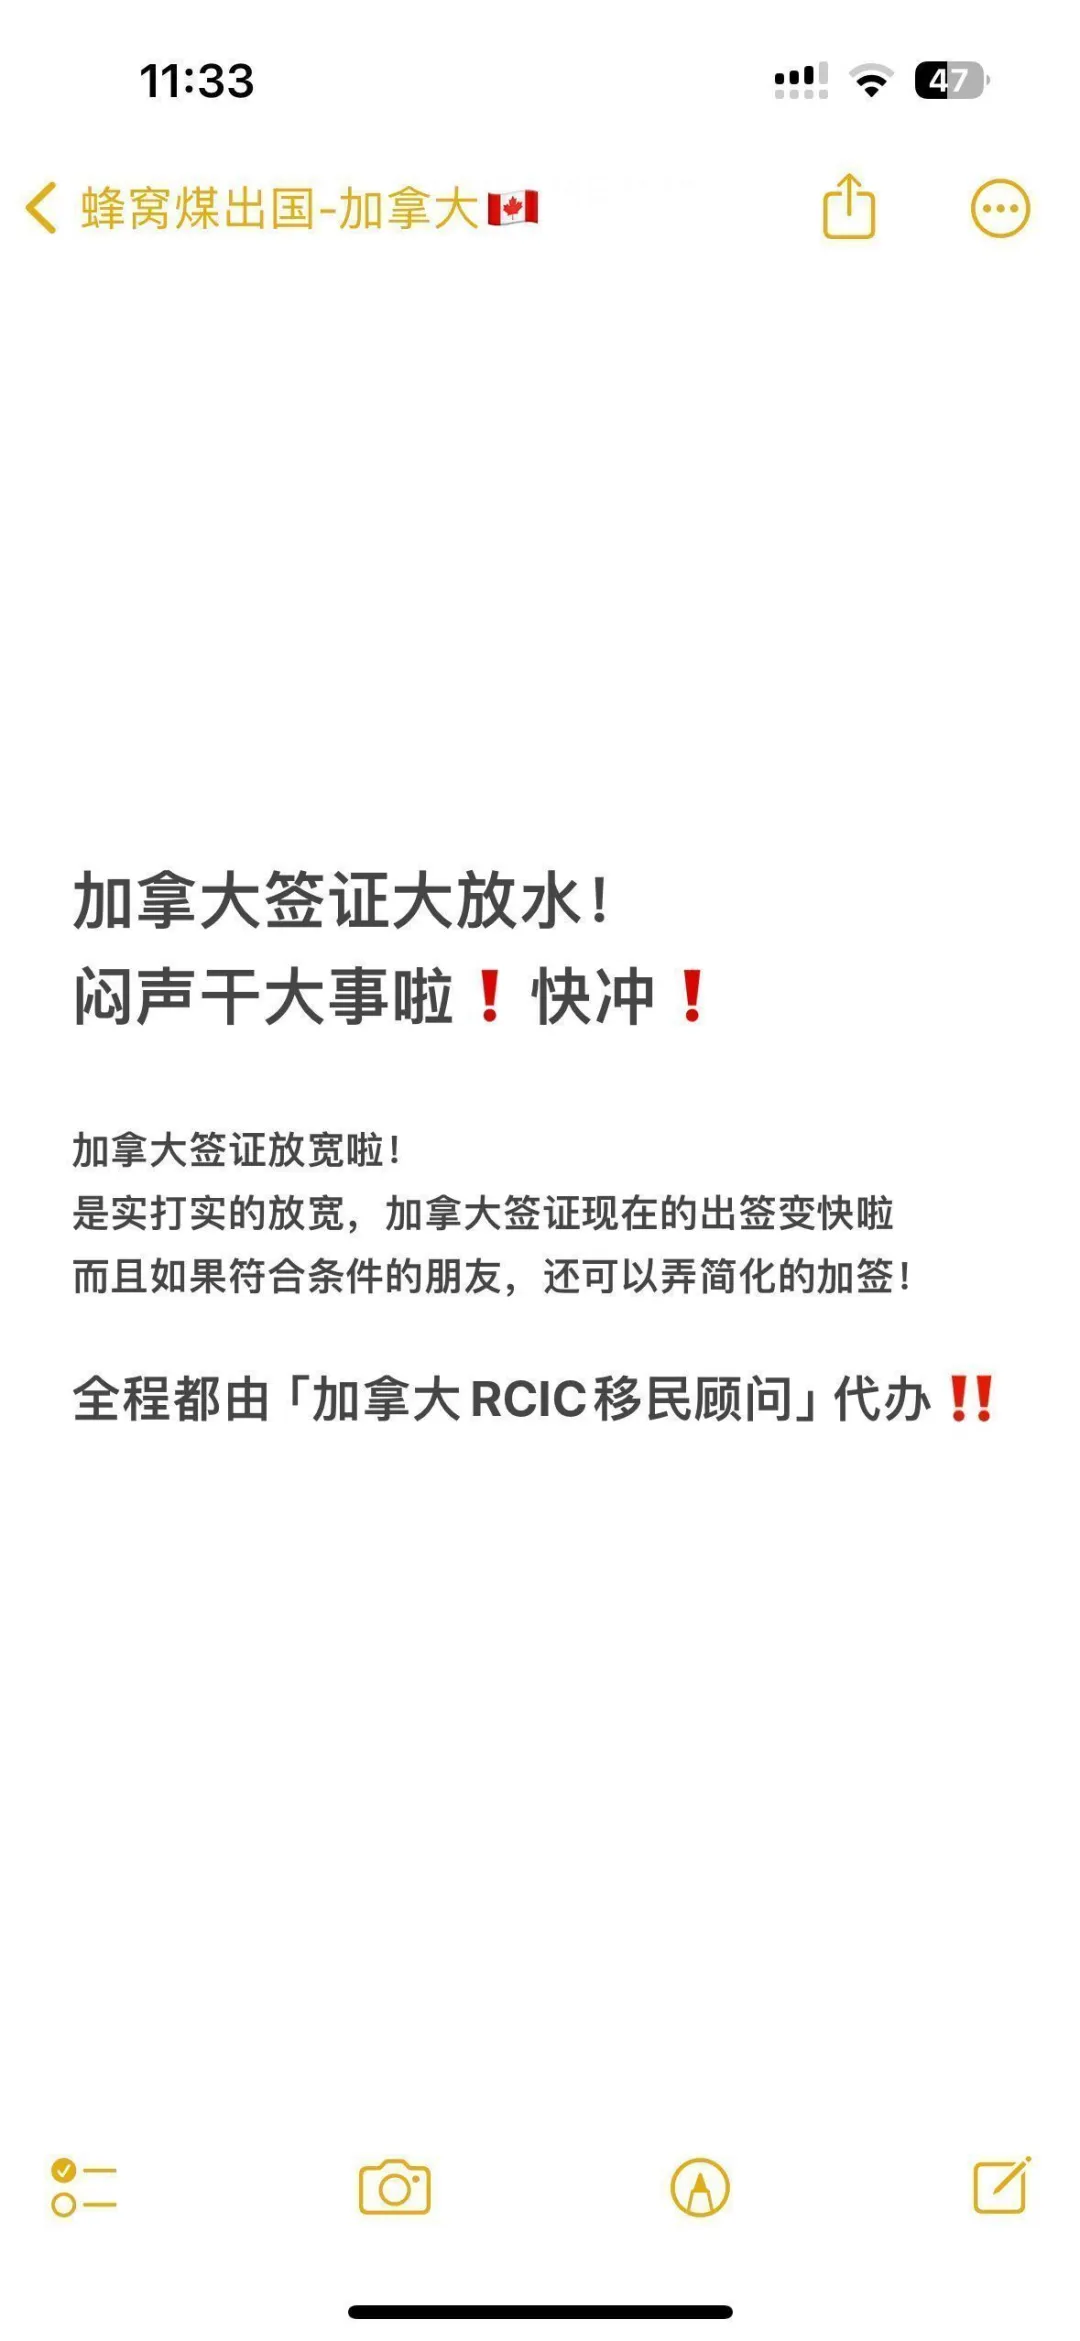 11:33
47
蜂窝煤出国-加拿大🇨🇦
加拿大签证大放水！
闷声干大事啦❗快冲❗
加拿大签证放宽啦！
是实打实的放宽，加拿大签证现在的出签变快啦
而且如果符合条件的朋友，还可以弄简化的加签！
全程都由「加拿大RCIC移民顾问」代办‼️